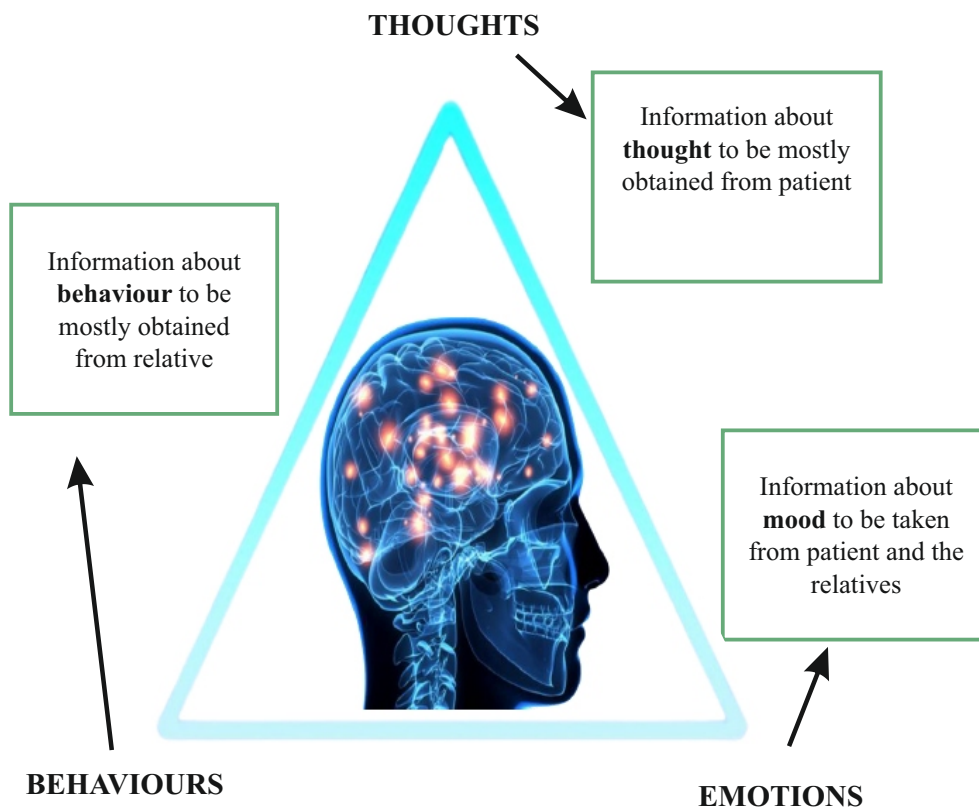 THOUGHTS
Information about
thought to be mostly
obtained from patient
Information about
behaviour to be
mostly obtained
from relative
Information about
mood to be taken
from patient and the
relatives
BEHAVIOURS
EMOTIONS